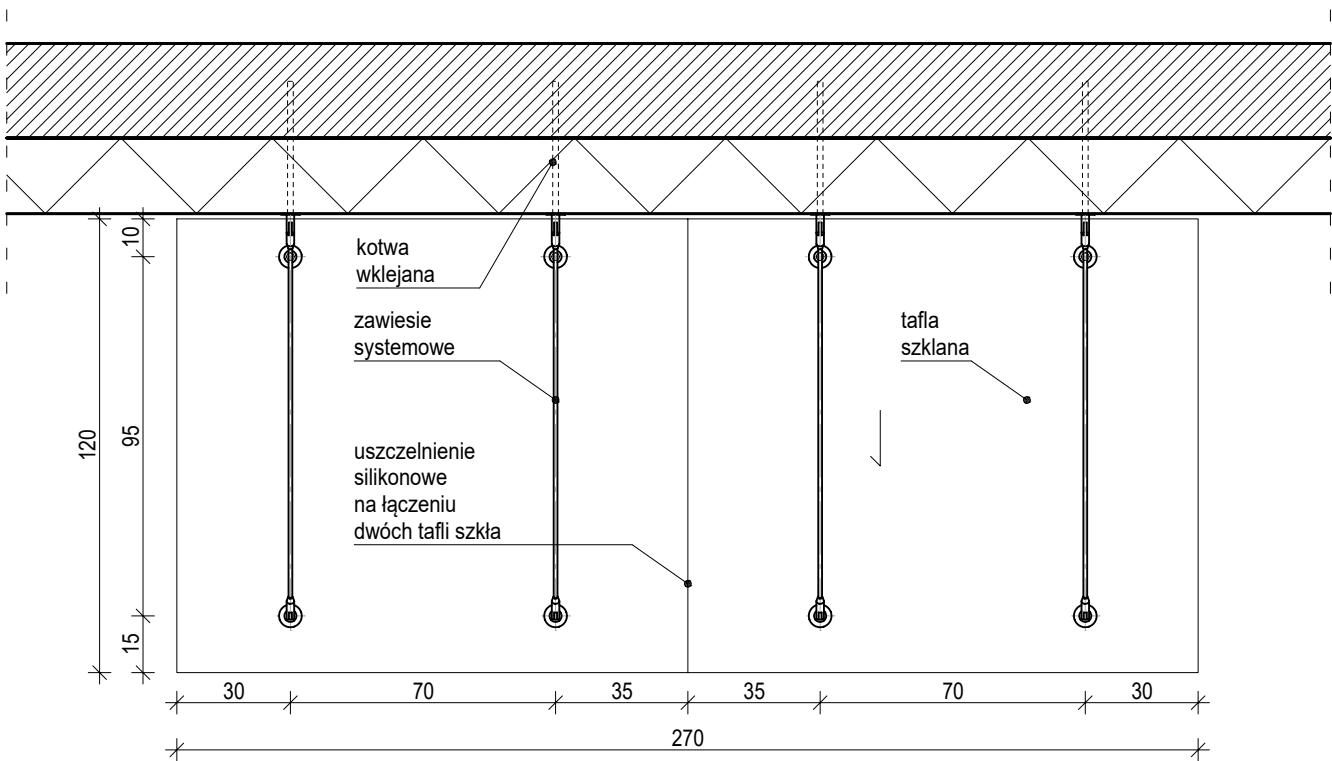 kotwa
wklejana
zawiesie
systemowe
tafla
szklana
uszczelnienie
silikonowe
na łączeniu
dwóch tafli szkła
10
95
15
120
30 70 35 35 70 30
270